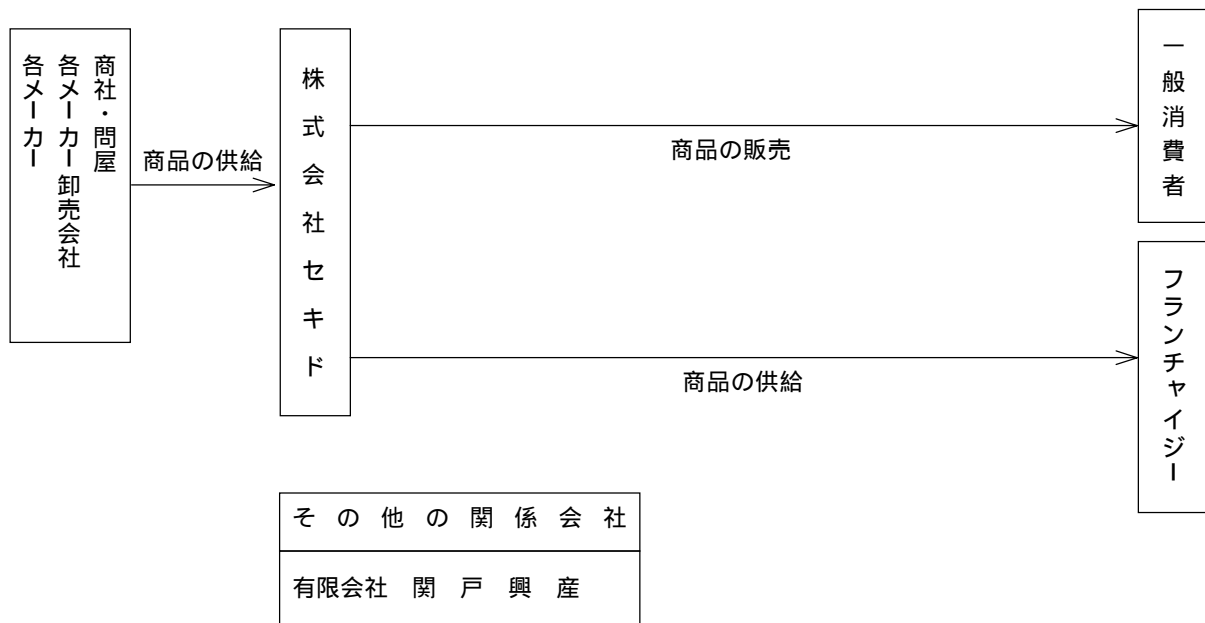 商社・問屋
各メーカー卸売会社
各メーカー
商品の供給
株式会社セキド
商品の販売
一般消費者
商品の供給
フランチャイジー
その他の関係会社
有限会社 関戸興産